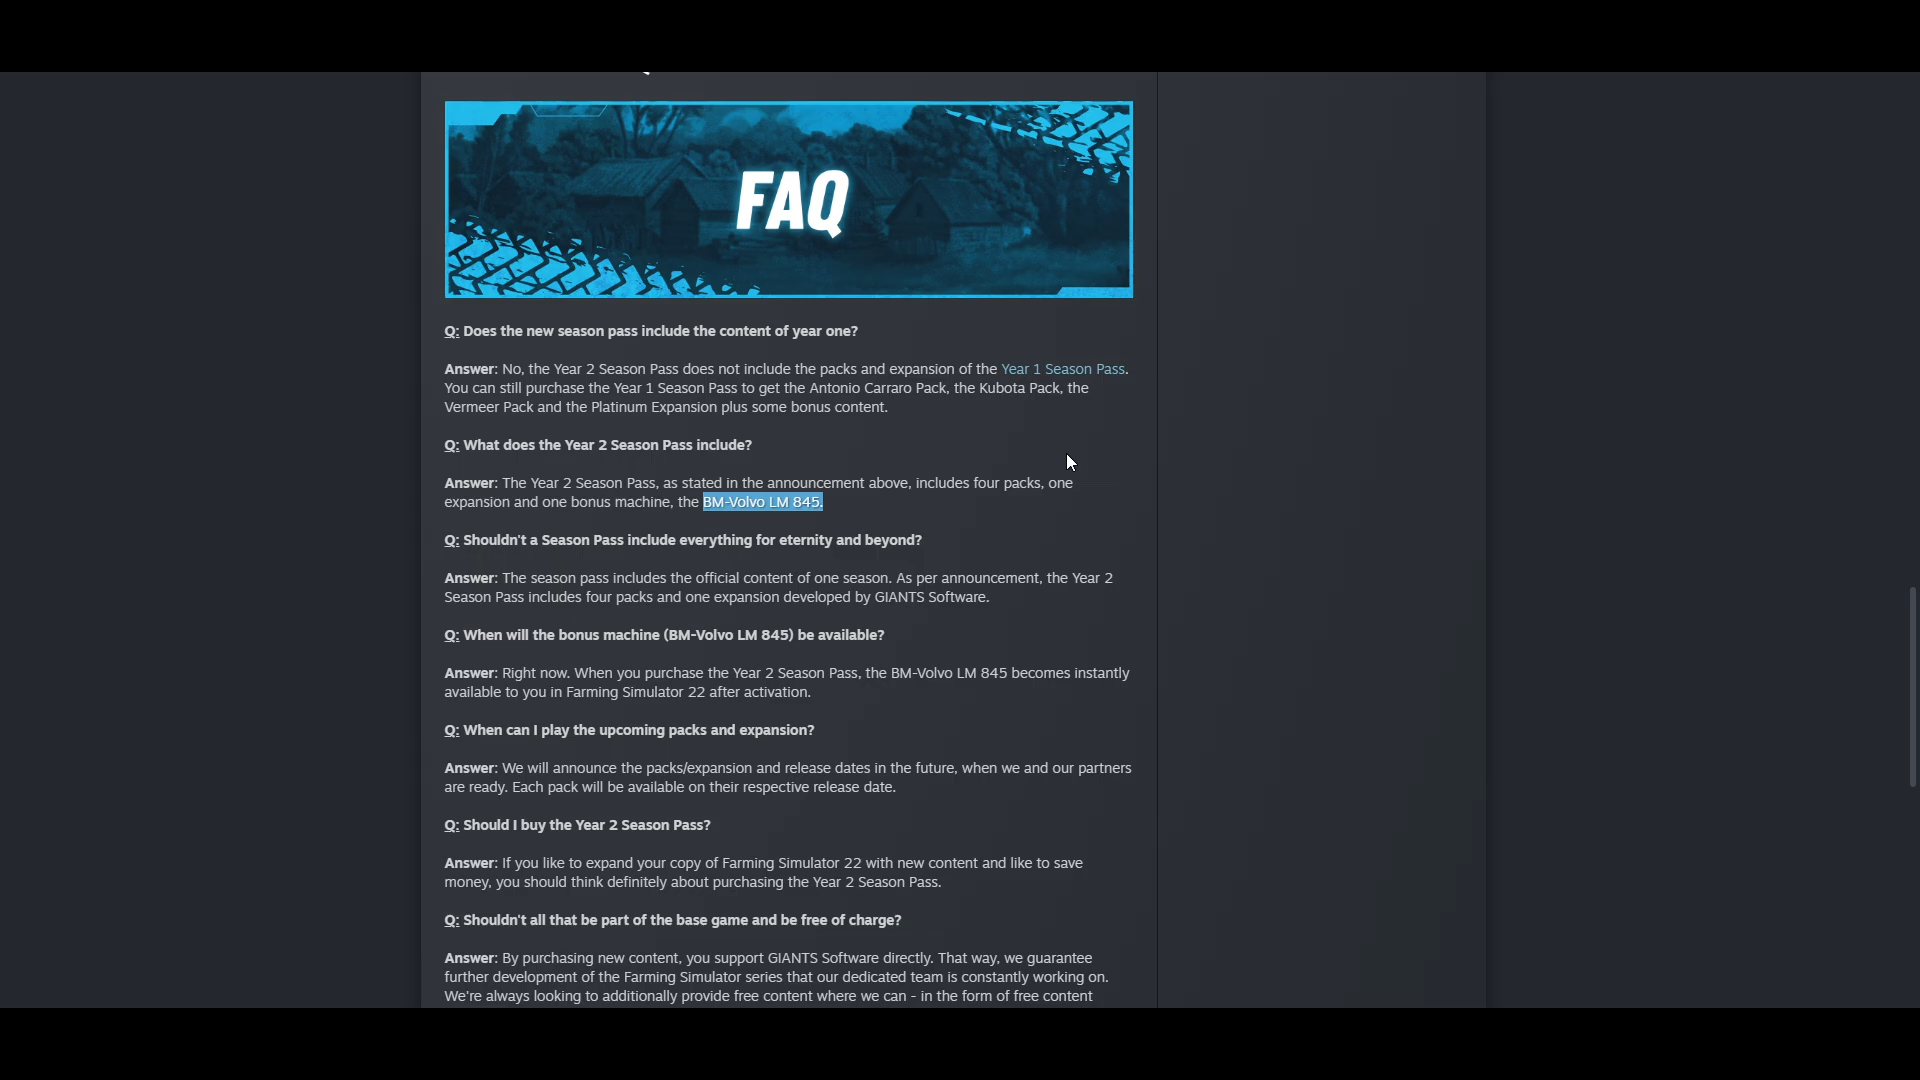 FAQ
Q: Does the new season pass include the content of year one?
Answer: No, the Year 2 Season Pass does not include the packs and expansion of the Year 1 Season Pass.
You can still purchase the Year 1 Season Pass to get the Antonio Carraro Pack, the Kubota Pack, the
Vermeer Pack and the Platinum Expansion plus some bonus content.
Q: What does the Year 2 Season Pass include?
Answer: The Year 2 Season Pass, as stated in the announcement above, includes four packs, one
expansion and one bonus machine, the BM-Volvo LM 845.
Q: Shouldn't a Season Pass include everything for eternity and beyond?
Answer: The season pass includes the official content of one season. As per announcement, the Year 2
Season Pass includes four packs and one expansion developed by GIANTS Software.
Q: When will the bonus machine (BM-Volvo LM 845) be available?
Answer: Right now. When you purchase the Year 2 Season Pass, the BM-Volvo LM 845 becomes instantly
available to you in Farming Simulator 22 after activation.
Q: When can I play the upcoming packs and expansion?
Answer: We will announce the packs/expansion and release dates in the future, when we and our partners
are ready. Each pack will be available on their respective release date.
Q: Should I buy the Year 2 Season Pass?
Answer: If you like to expand your copy of Farming Simulator 22 with new content and like to save
money, you should think definitely about purchasing the Year 2 Season Pass.
Q: Shouldn't all that be part of the base game and be free of charge?
Answer: By purchasing new content, you support GIANTS Software directly. That way, we guarantee
further development of the Farming Simulator series that our dedicated team is constantly working on.
We're always looking to additionally provide free content where we can - in the form of free content